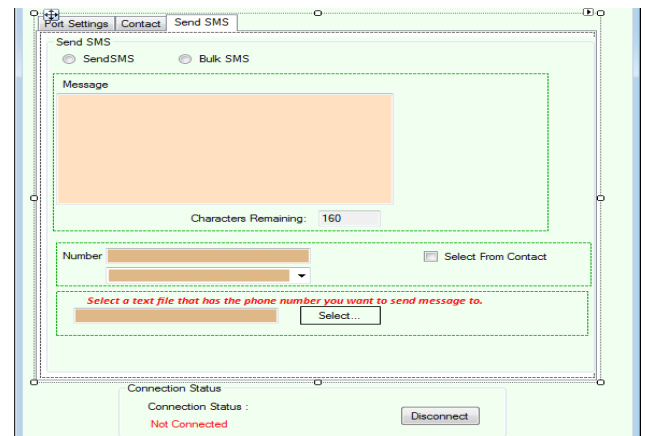 Port Settings Contact Send SMS
Send SMS
SendSMS Bulk SMS
Message
Characters Remaining: 160
Number Select From Contact
Select a text file that has the phone number you want to send message to.
Select...
Connection Status
Connection Status :
Not Connected Disconnect